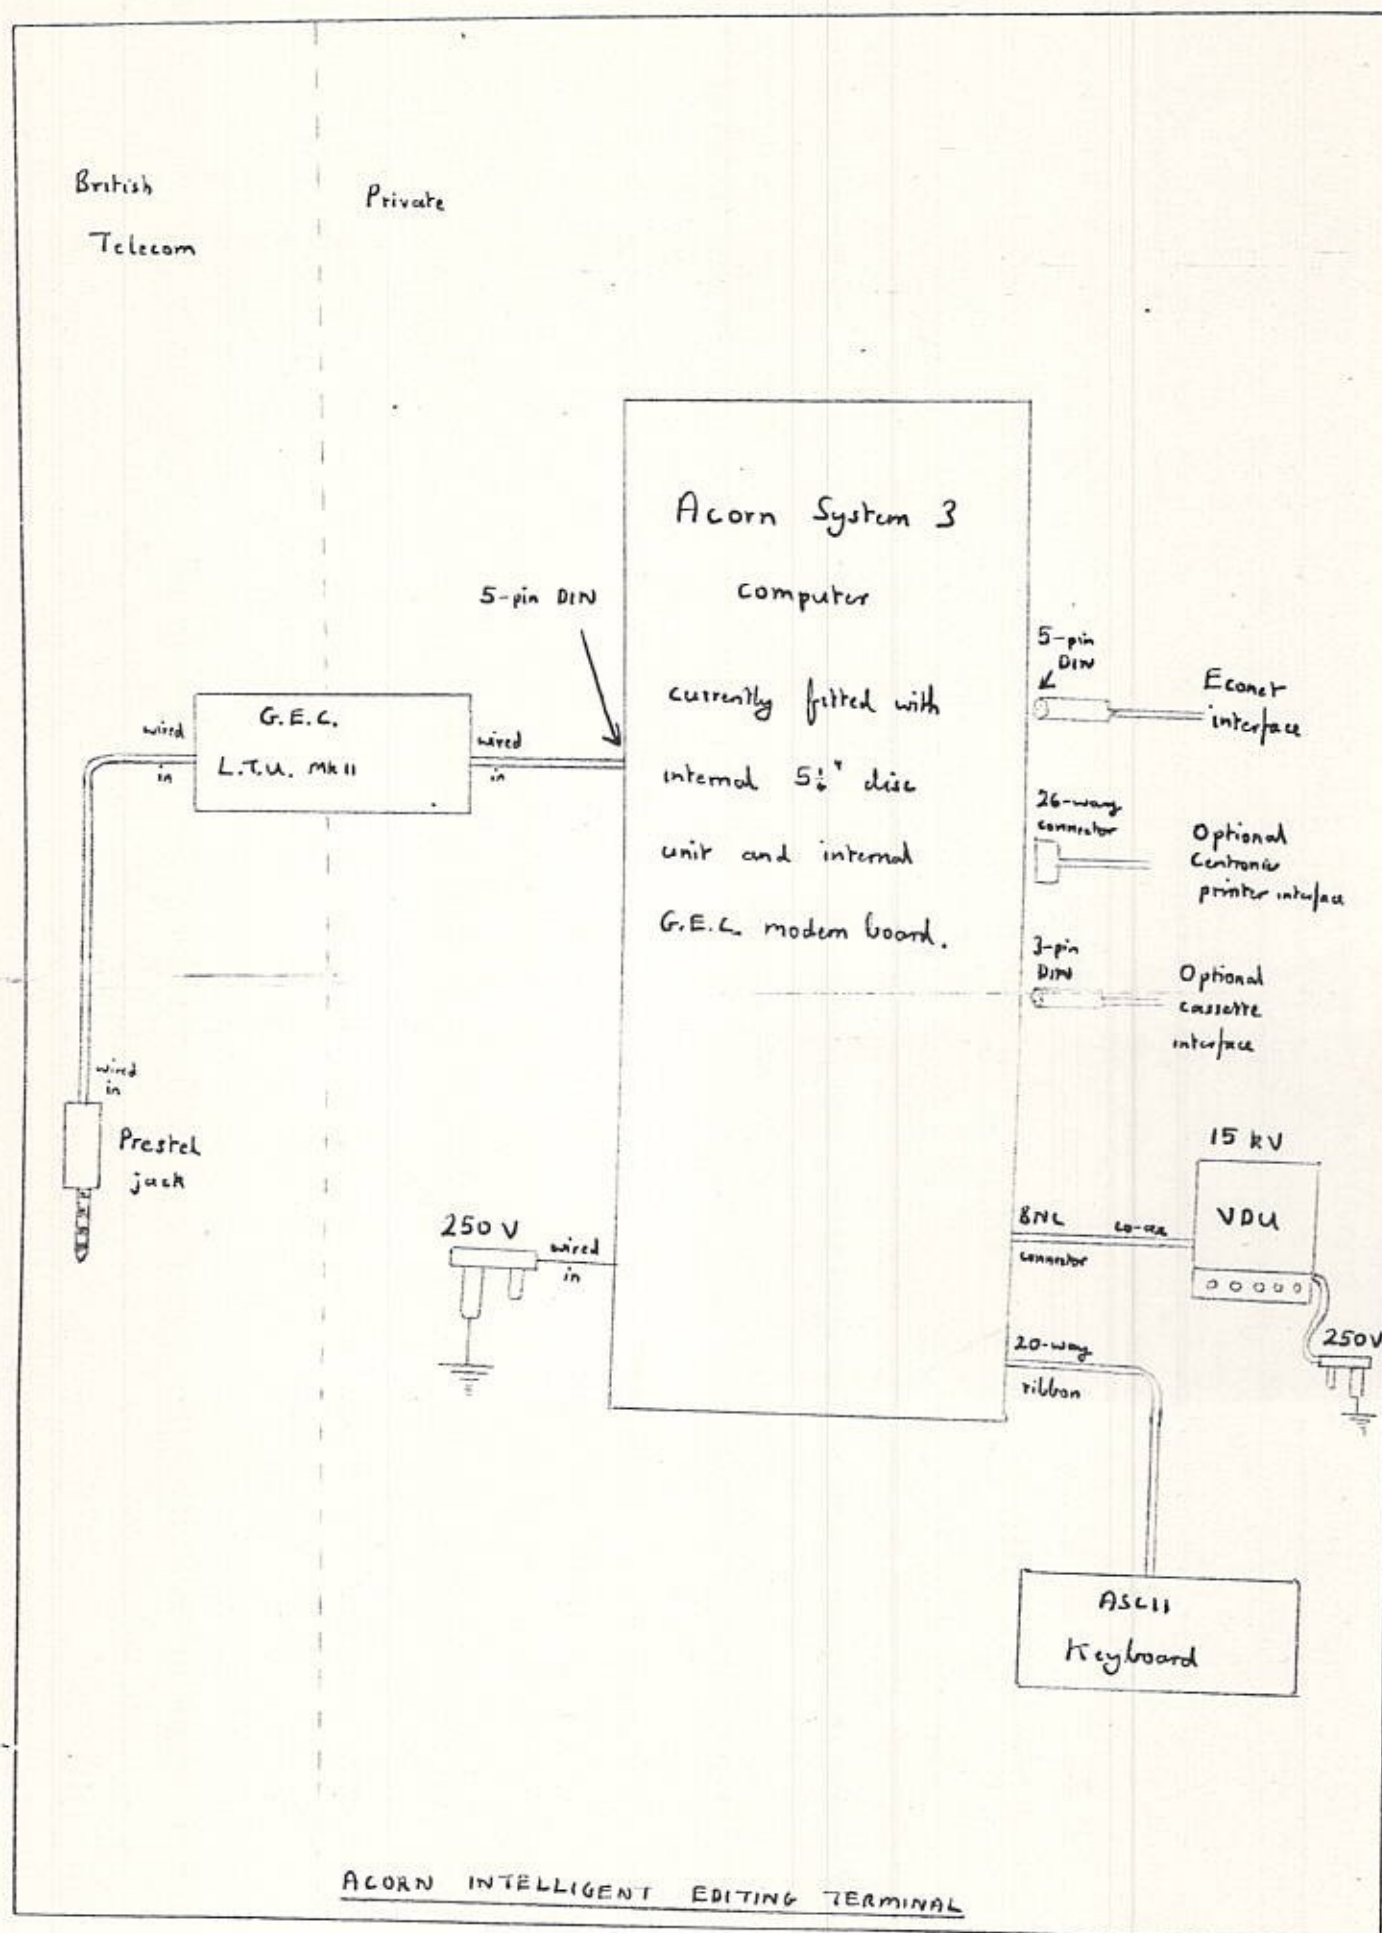 British
Telecom
Private
Acorn System 3
computer
currently fitted with
internal 5¼" disc
unit and internal
G.E.C. modem board.
5-pin DIN
G.E.C.
L.T.U. Mk II
wired
in
wired
in
wired
in
Prestel
jack
250 V
wired
in
5-pin
DIN
Econet
interface
26-way
connector
Optional
Centronic
printer interface
3-pin
DIN
Optional
cassette
interface
15 kV
VDU
BNC
connector
co-ax
250V
20-way
ribbon
ASCII
Keyboard
ACORN INTELLIGENT EDITING TERMINAL